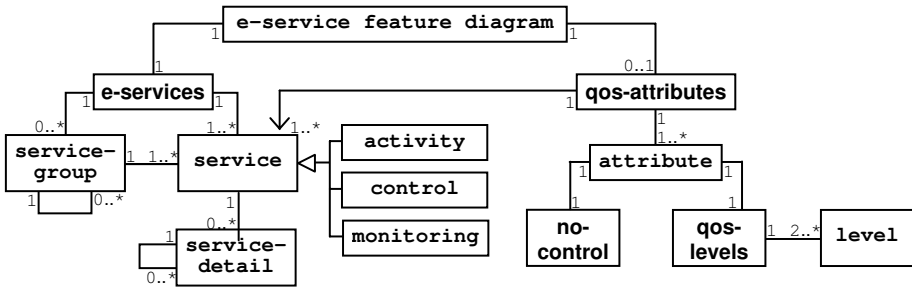 e-service feature diagram
1 1
1 0..1
e-services qos-attributes
1 1 1
0..* 1..* 1..* 1
1..*
service-
group
service
activity
attribute
1 1..*
1 1
control
1 0..*
1
0..*
1 1
monitoring
no-
control
qos-
levels
1 2..*
level
1
0..*
service-
detail